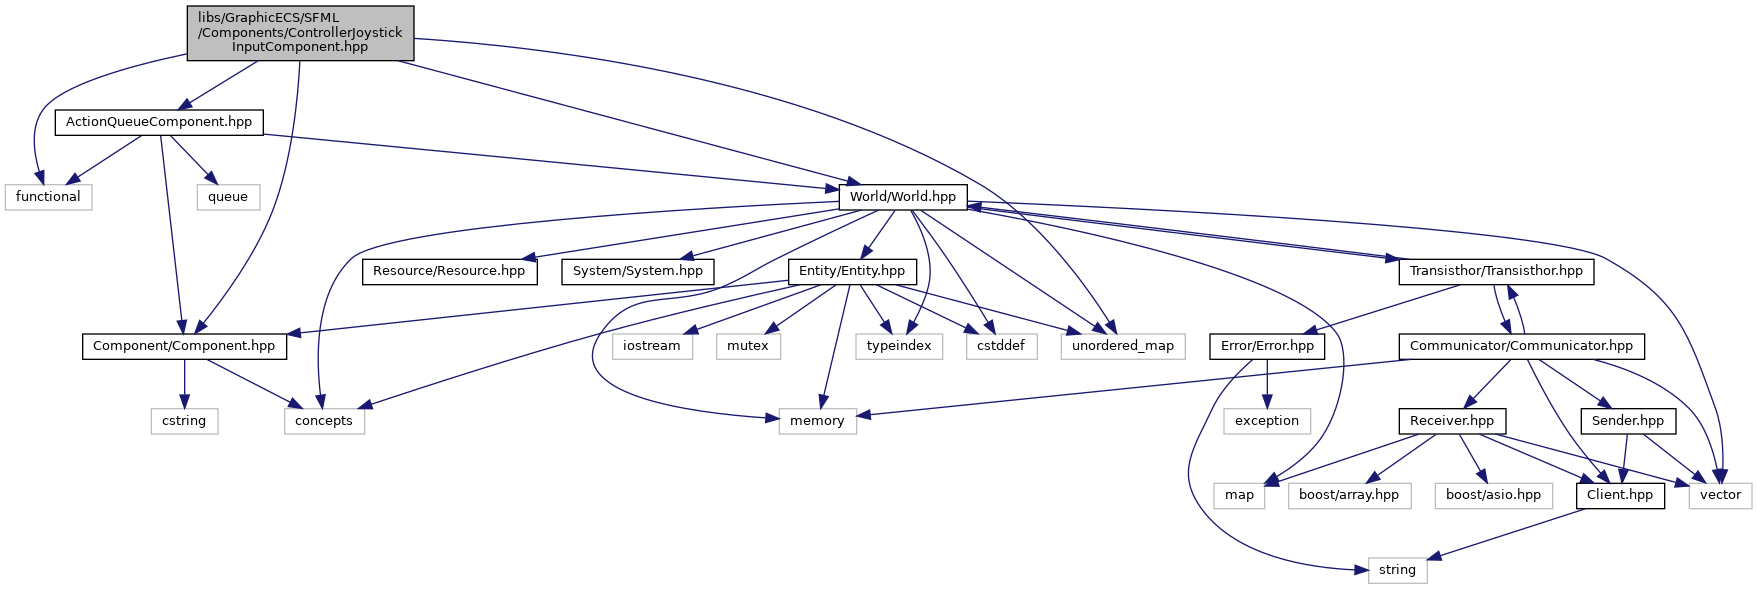 libs/GraphicECS/SFML
/Components/ControllerJoystick
InputComponent.hpp
ActionQueueComponent.hpp
functional
queue
World/World.hpp
Resource/Resource.hpp
System/System.hpp
Entity/Entity.hpp
Transisthor/Transisthor.hpp
Component/Component.hpp
iostream
mutex
typeindex
cstddef
unordered_map
Error/Error.hpp
Communicator/Communicator.hpp
cstring
concepts
memory
exception
Receiver.hpp
Sender.hpp
map
boost/array.hpp
boost/asio.hpp
Client.hpp
vector
string